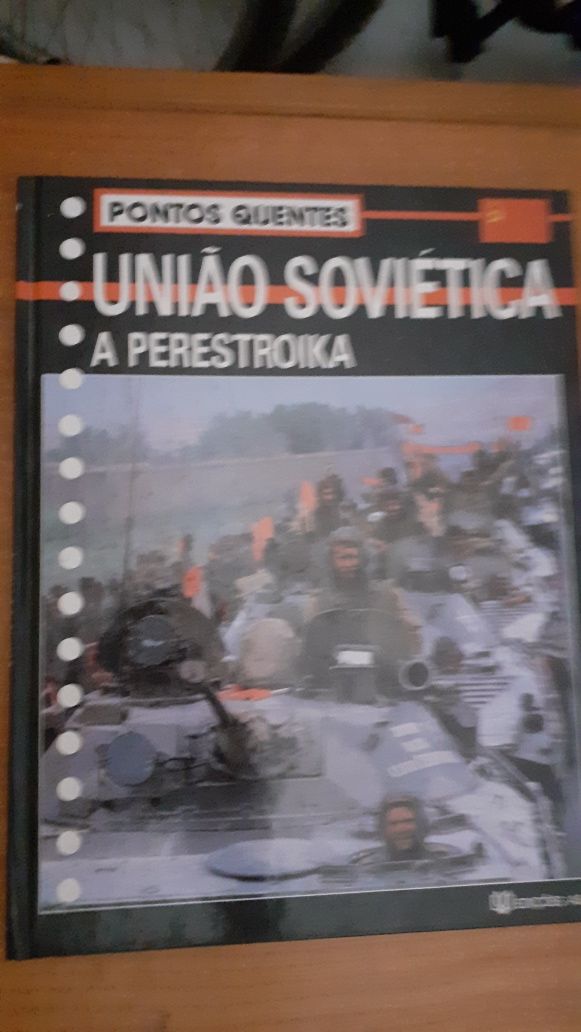 PONTOS QUENTES
UNIÃO SOVIÉTICA
A PERESTROIKA